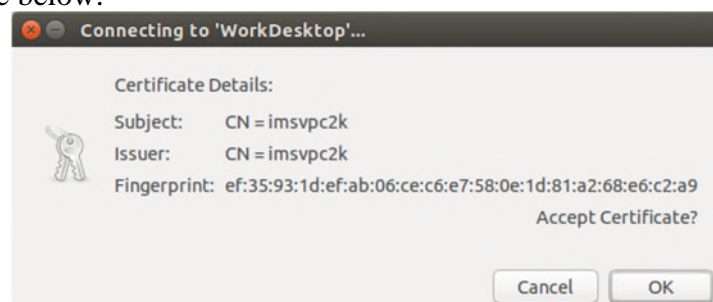 e below.
Connecting to 'WorkDesktop'...
Certificate Details:
Subject: CN = imsvpc2k
Issuer: CN = imsvpc2k
Fingerprint: ef:35:93:1d:ef:ab:06:ce:c6:e7:58:0e:1d:81:a2:68:e6:c2:a9
Accept Certificate?
Cancel OK